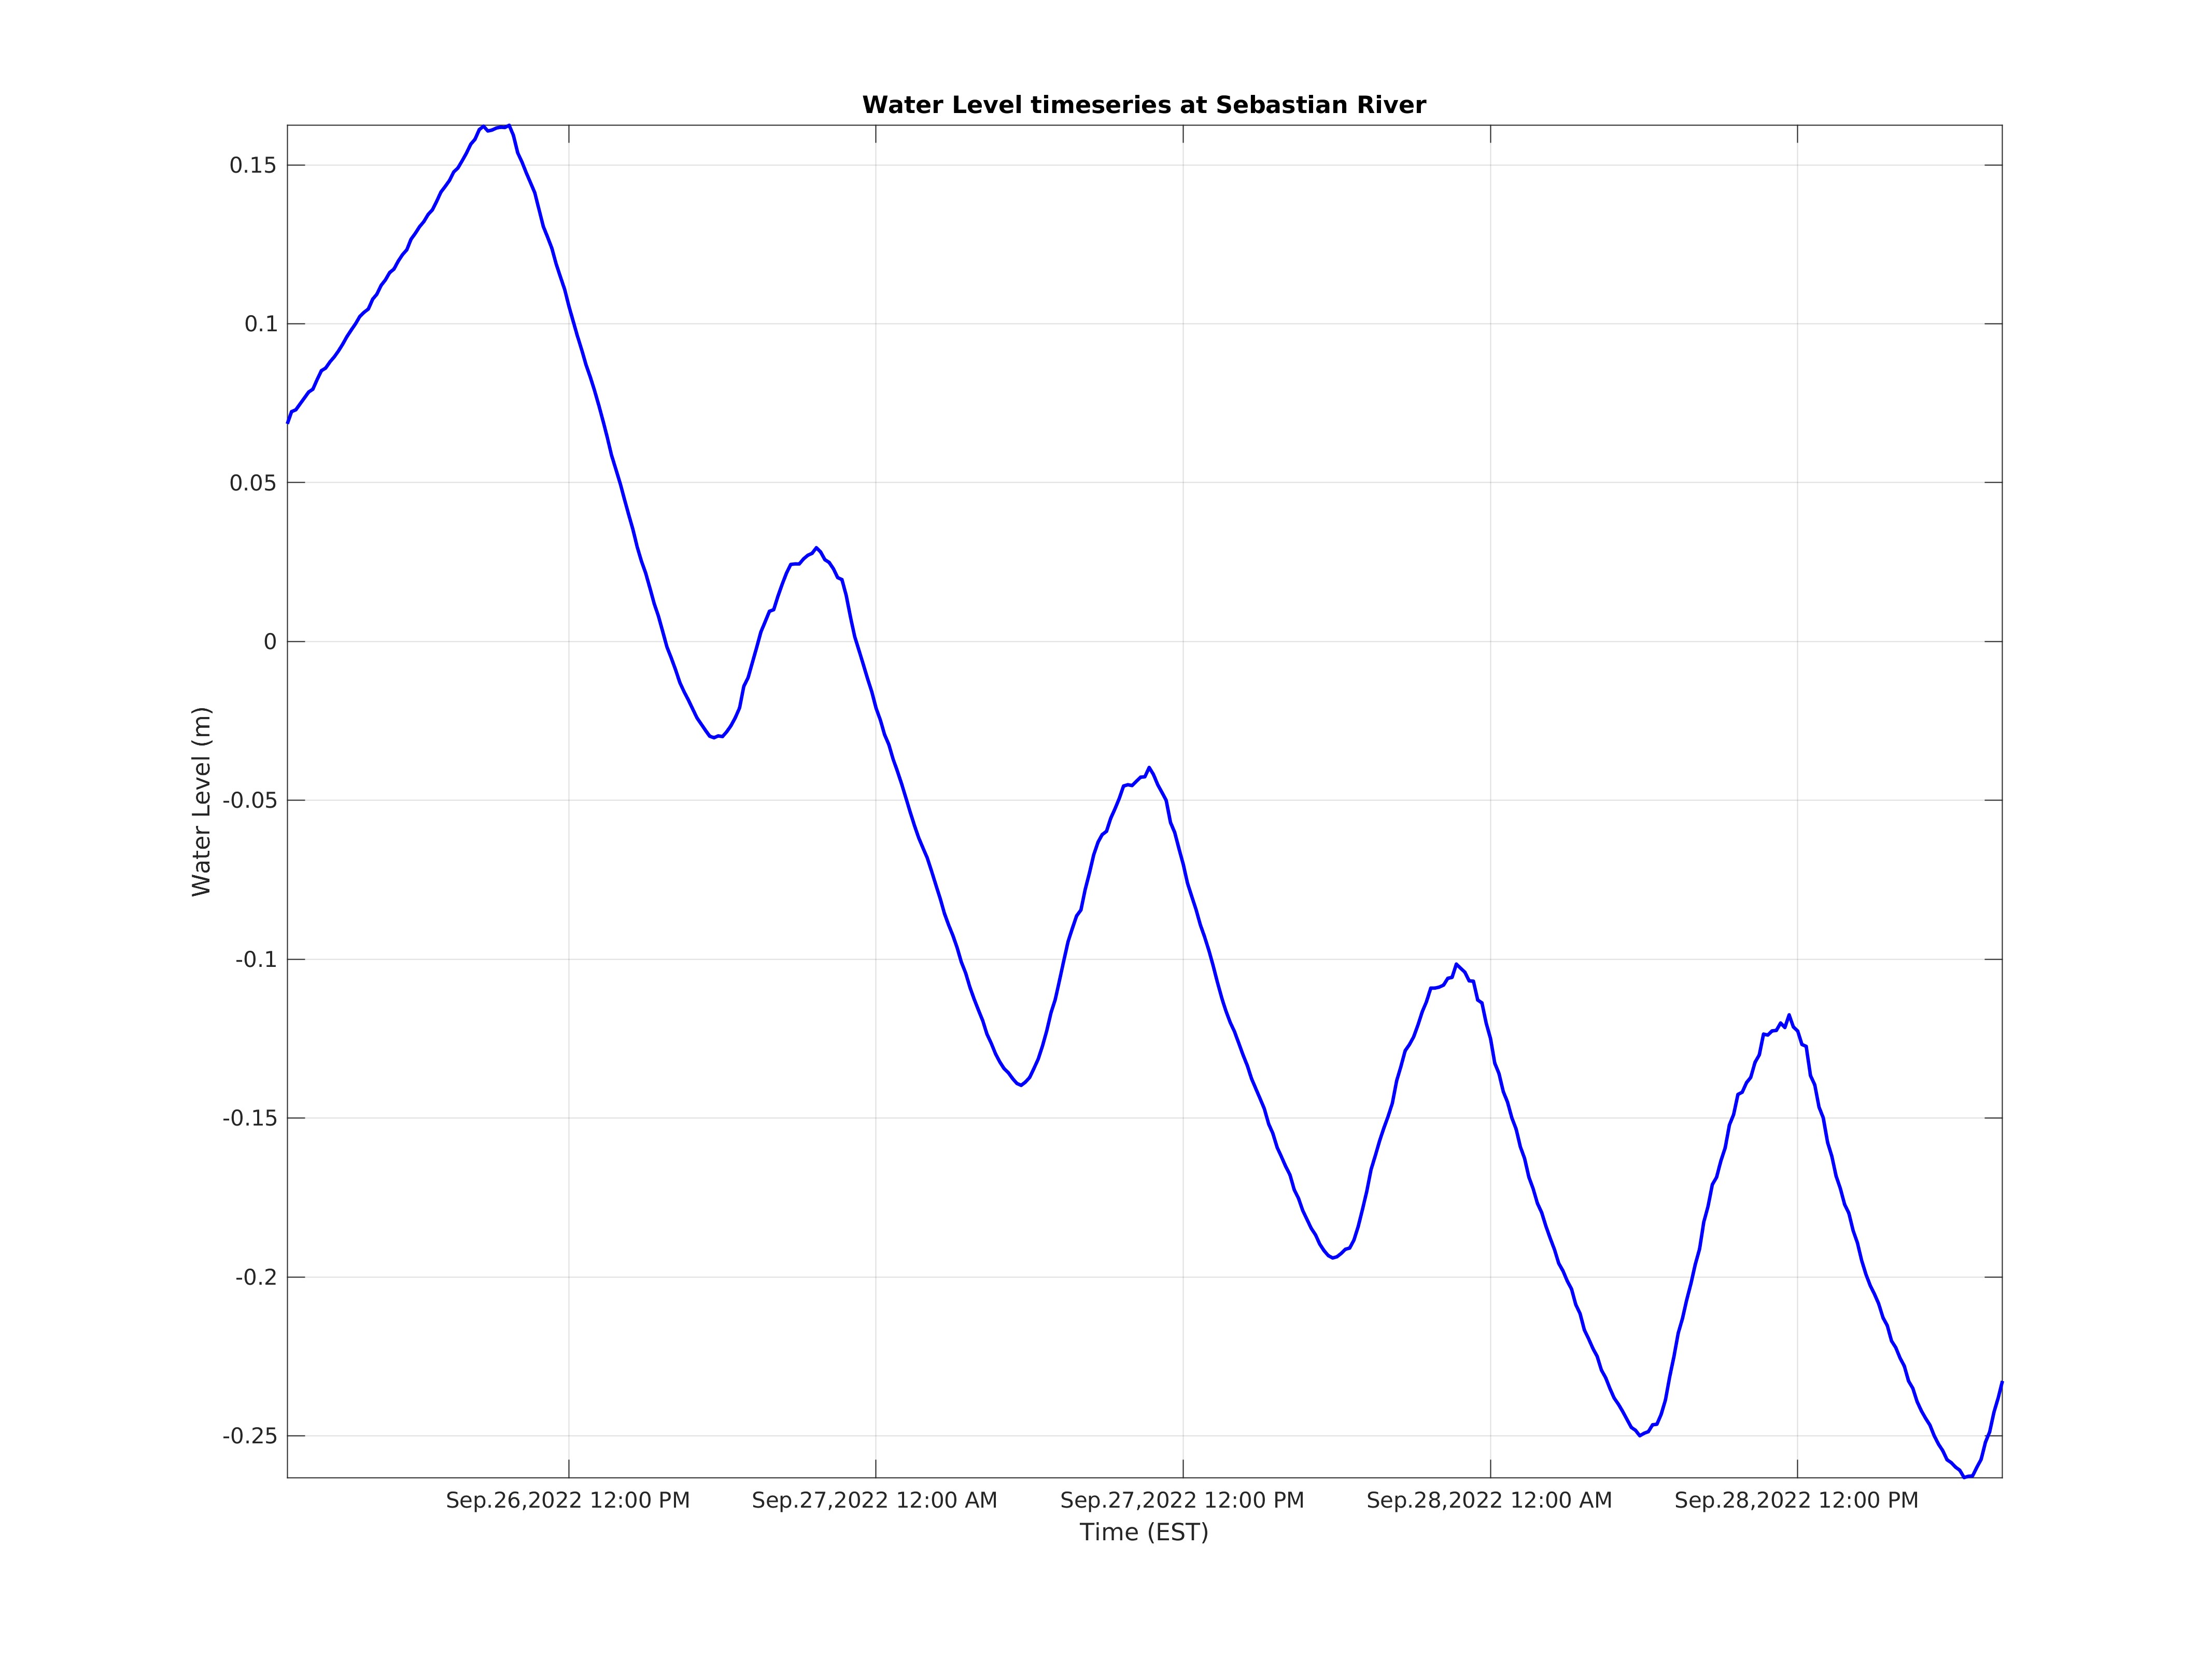 Water Level timeseries at Sebastian River
0.15
0.1
0.05
0
-0.05
-0.1
-0.15
-0.2
-0.25
Water Level (m)
Sep.26,2022 12:00 PM
Sep.27,2022 12:00 AM
Sep.27,2022 12:00 PM
Sep.28,2022 12:00 AM
Sep.28,2022 12:00 PM
Time (EST)